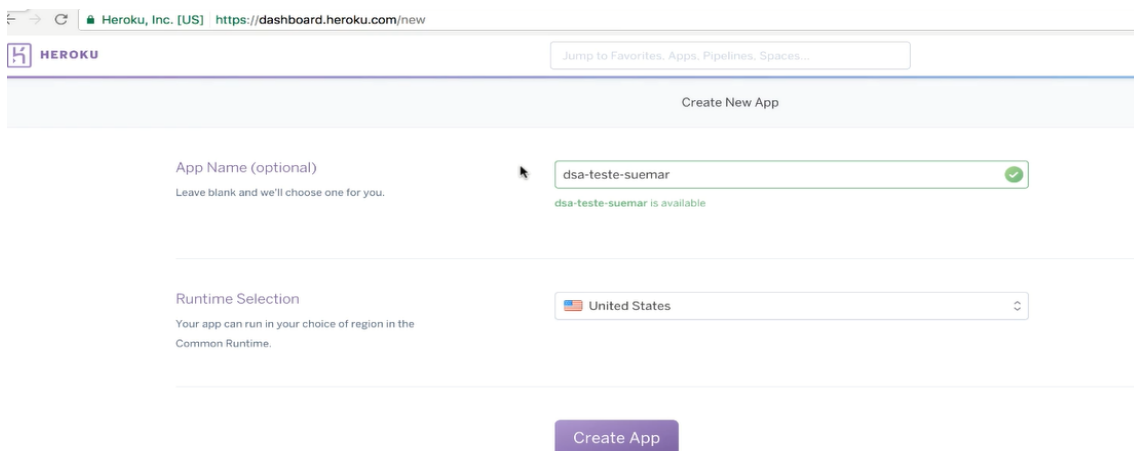 Heroku, Inc. [US] https://dashboard.heroku.com/new
HEROKU
Jump to Favorites, Apps, Pipelines, Spaces...
Create New App
App Name (optional)
Leave blank and we'll choose one for you.
dsa-teste-suemar
dsa-teste-suemar is available
Runtime Selection
Your app can run in your choice of region in the
Common Runtime.
United States
Create App